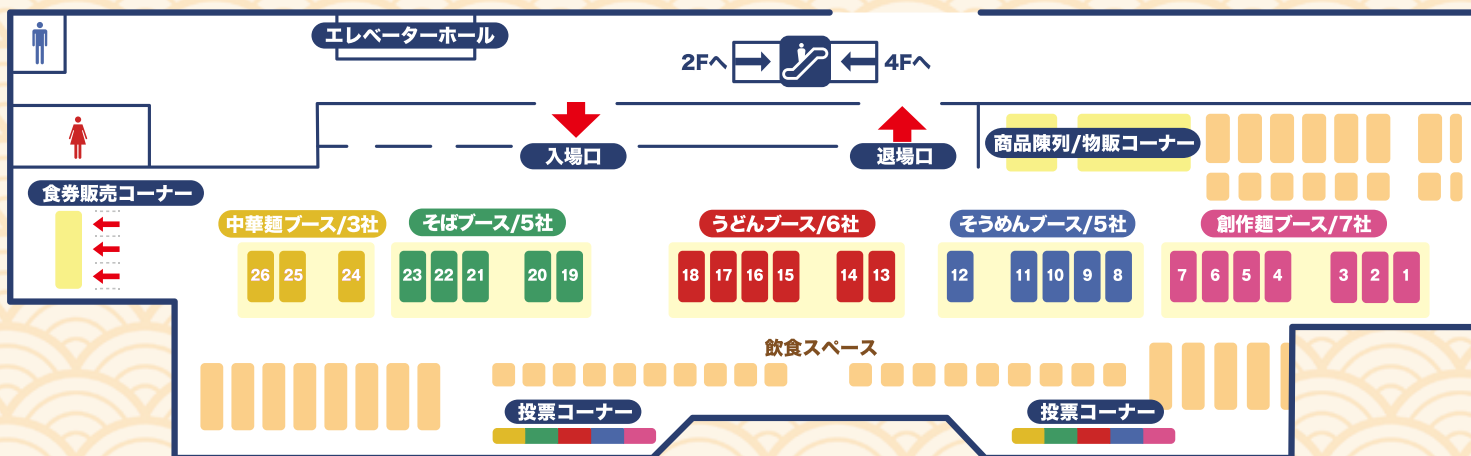 エレベーターホール
2Fへ
4Fへ
入場口
退場口
商品陳列/物販コーナー
食券販売コーナー
中華麺ブース/3社
そばブース/5社
うどんブース/6社
そうめんブース/5社
創作麺ブース/7社
26 25 24
23 22 21 20 19
18 17 16 15 14 13
12 11 10 9 8
7 6 5 4 3 2 1
飲食スペース
投票コーナー
投票コーナー